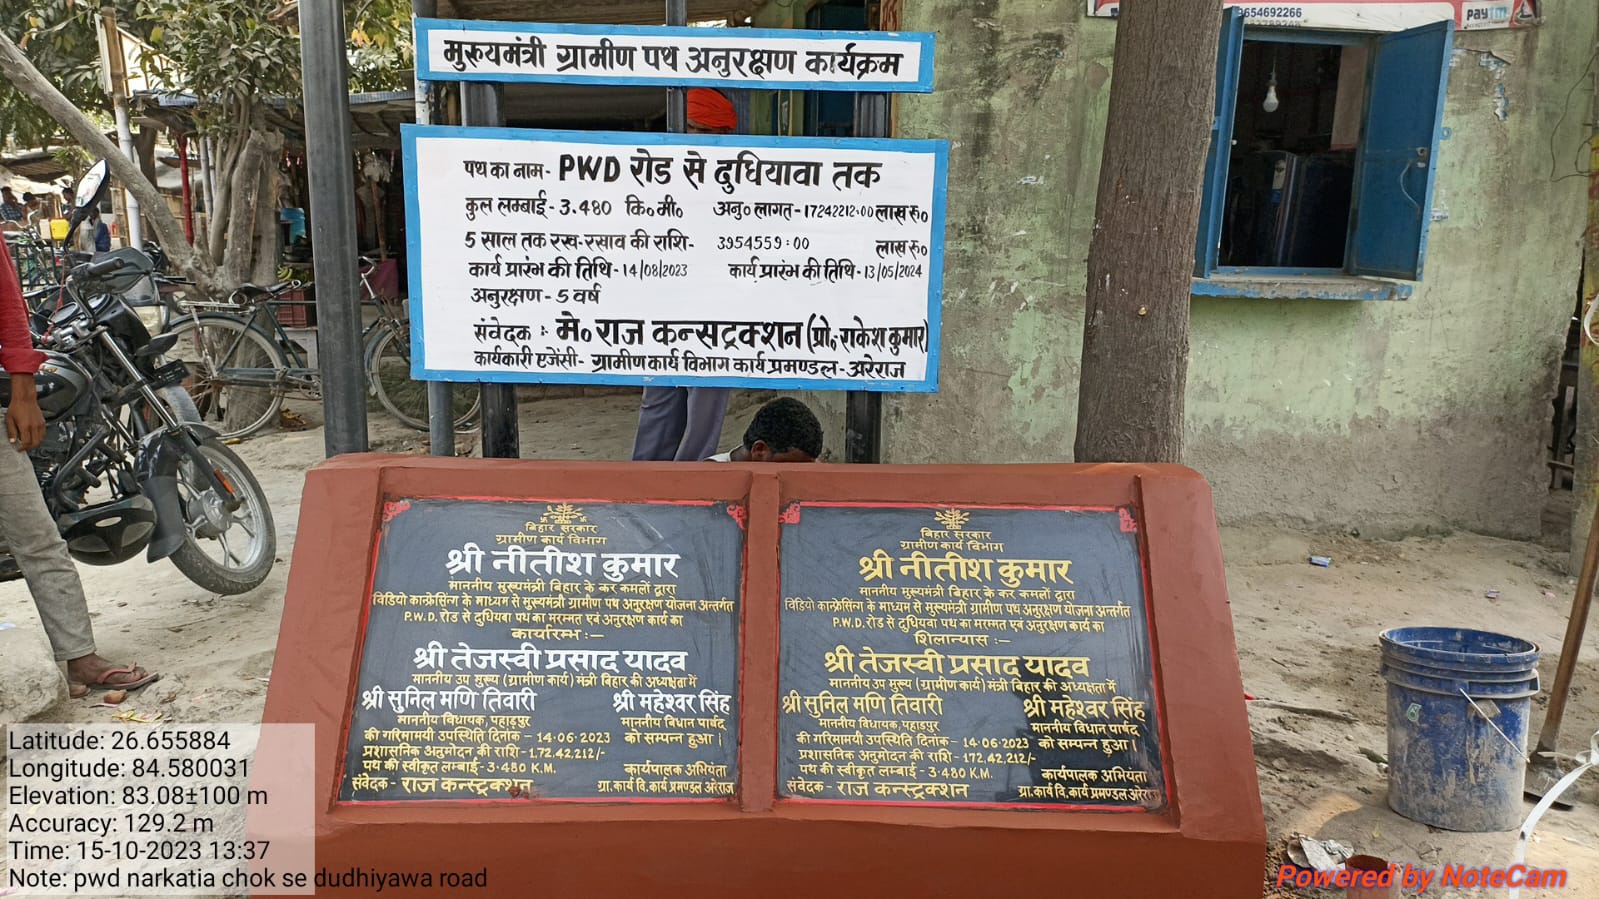 9654692266
paytm
मुख्यमंत्री ग्रामीण पथ अनुरक्षण कार्यक्रम
पथ का नाम- PWD रोड से दुधियावा तक
कुल लम्बाई- 3.480 कि०मी० अनु० लागत-17242212:00 लाख रु०
5 साल तक रख-रसाव की राशि- 3954559:00 लाख रु०
कार्य प्रारंभ की तिथि-14/08/2023 कार्य प्रारंभ की तिथि-13/05/2024
अनुरक्षण-5 वर्ष
संवेदक :- मे० राज कन्सट्रक्शन (प्रो० राकेश कुमार)
कार्यकारी एजेंसी- ग्रामीण कार्य विभाग कार्य प्रमण्डल-अरेराज
बिहार सरकार
ग्रामीण कार्य विभाग
श्री नीतीश कुमार
माननीय मुख्यमंत्री बिहार के कर कमलों द्वारा
विडियो कान्फ्रेसिंग के माध्यम से मुख्यमंत्री ग्रामीण पथ अनुरक्षण योजना अन्तर्गत
P.W.D. रोड से दुधियवा पथ का मरम्मत एवं अनुरक्षण कार्य का
कार्यारम्भ :—
श्री तेजस्वी प्रसाद यादव
माननीय उप मुख्य (ग्रामीण कार्य) मंत्री बिहार की अध्यक्षता में
श्री सुनिल मणि तिवारी श्री महेश्वर सिंह
माननीय विधायक, पहाड़पुर माननीय विधान पार्षद
की गरिमामयी उपस्थिति दिनांक - 14.06.2023 को सम्पन्न हुआ।
प्रशासनिक अनुमोदन की राशि - 1,72,42,212/-
पथ की स्वीकृत लम्बाई - 3.480 K.M. कार्यपालक अभियंता
संवेदक - राज कन्स्ट्रक्शन ग्रा.कार्य वि.कार्य प्रमण्डल अरेराज
बिहार सरकार
ग्रामीण कार्य विभाग
श्री नीतीश कुमार
माननीय मुख्यमंत्री बिहार के कर कमलों द्वारा
विडियो कान्फ्रेसिंग के माध्यम से मुख्यमंत्री ग्रामीण पथ अनुरक्षण योजना अन्तर्गत
P.W.D. रोड से दुधियवा पथ का मरम्मत एवं अनुरक्षण कार्य का
शिलान्यास :—
श्री तेजस्वी प्रसाद यादव
माननीय उप मुख्य (ग्रामीण कार्य) मंत्री बिहार की अध्यक्षता में
श्री सुनिल मणि तिवारी श्री महेश्वर सिंह
माननीय विधायक, पहाड़पुर माननीय विधान पार्षद
की गरिमामयी उपस्थिति दिनांक - 14.06.2023 को सम्पन्न हुआ।
प्रशासनिक अनुमोदन की राशि - 172,42,212/-
पथ की स्वीकृत लम्बाई - 3.480 K.M. कार्यपालक अभियंता
संवेदक - राज कन्स्ट्रक्शन ग्रा.कार्य वि.कार्य प्रमण्डल अरेराज
Latitude: 26.655884
Longitude: 84.580031
Elevation: 83.08±100 m
Accuracy: 129.2 m
Time: 15-10-2023 13:37
Note: pwd narkatia chok se dudhiyawa road
Powered by NoteCam